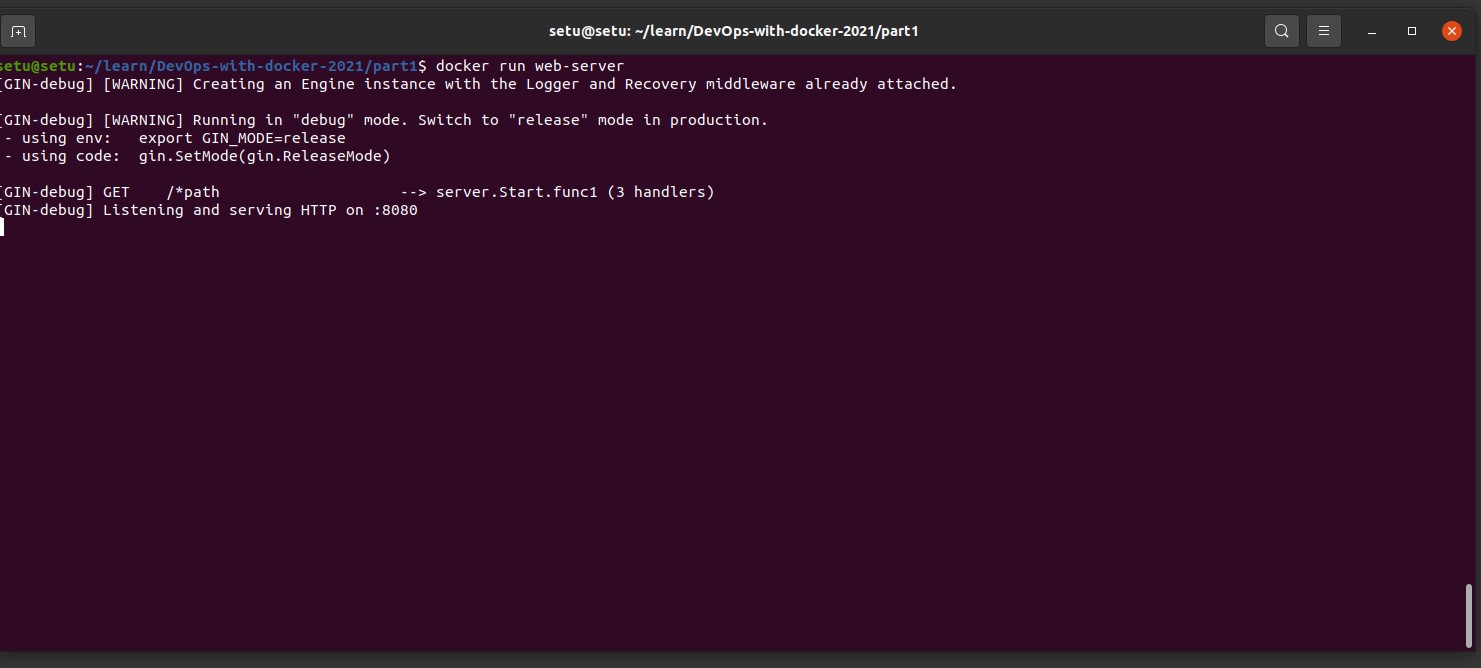 setu@setu: ~/learn/DevOps-with-docker-2021/part1
setu@setu:~/learn/DevOps-with-docker-2021/part1$ docker run web-server
[GIN-debug] [WARNING] Creating an Engine instance with the Logger and Recovery middleware already attached.
[GIN-debug] [WARNING] Running in "debug" mode. Switch to "release" mode in production.
- using env:   export GIN_MODE=release
- using code:  gin.SetMode(gin.ReleaseMode)
[GIN-debug] GET    /*path                    --> server.Start.func1 (3 handlers)
[GIN-debug] Listening and serving HTTP on :8080